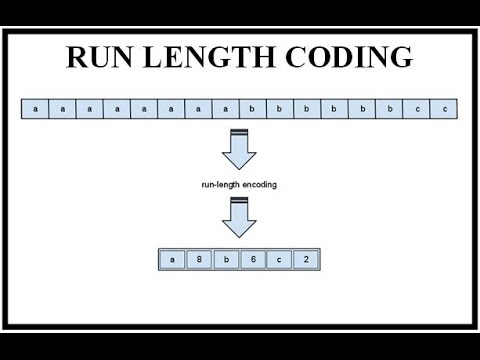 RUN LENGTH CODING
a a a a a a a a b b b b b b c c
run-length encoding
a 8 b 6 c 2